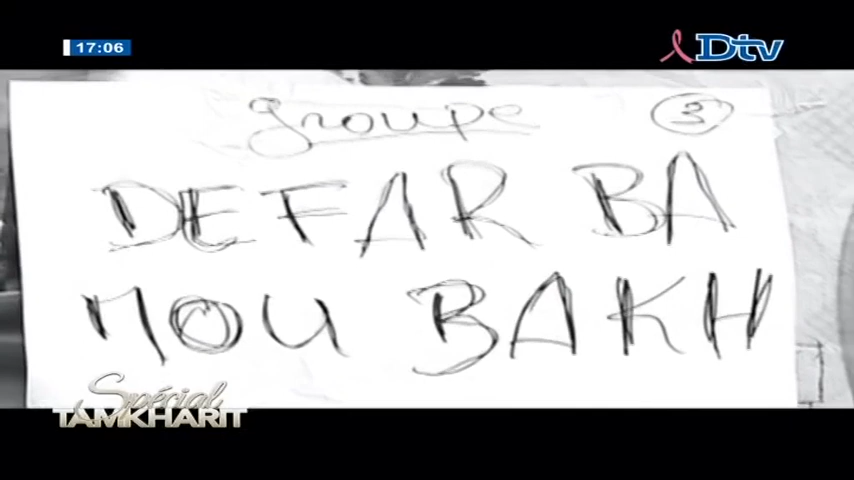 17:06
Dtv
groupe 3
DEFAR BA
MOU BAKH
Spécial
TAMKHARIT